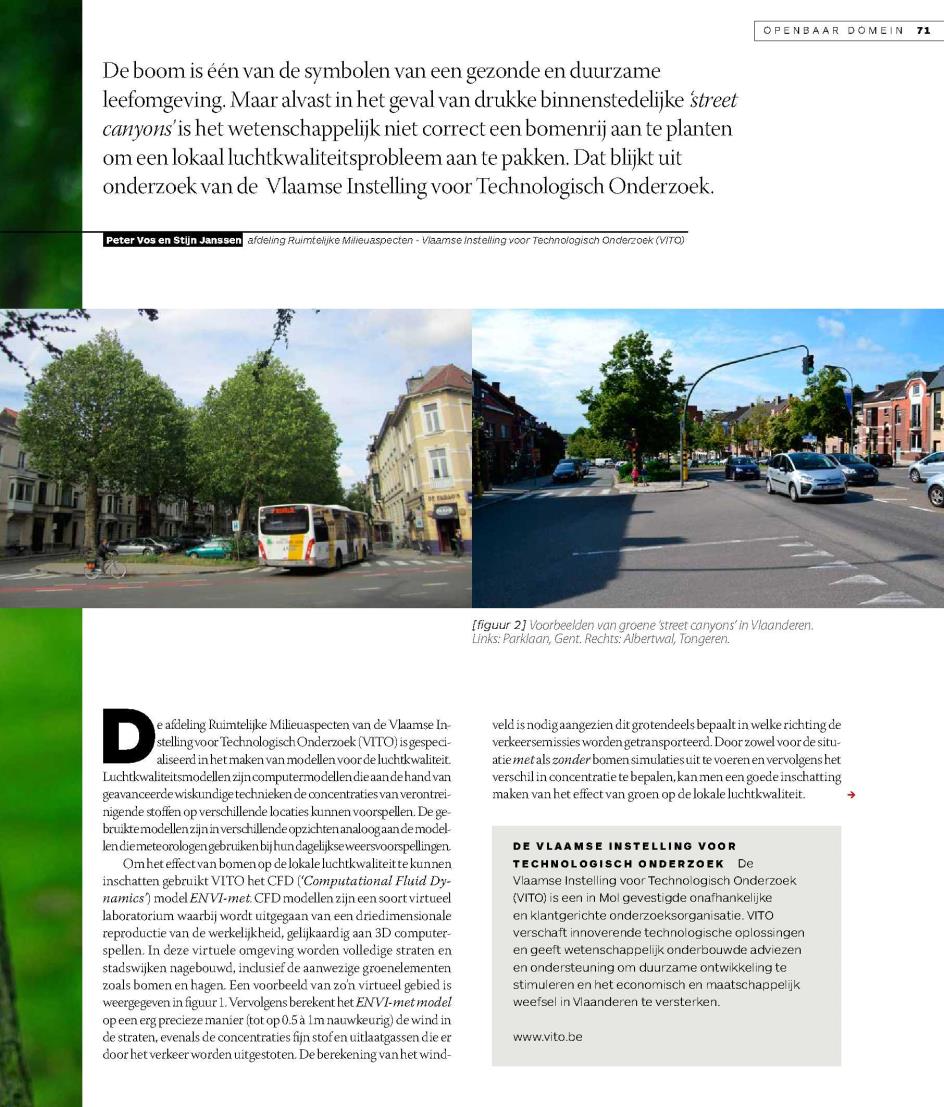 OPENBAAR DOMEIN 71
De boom is één van de symbolen van een gezonde en duurzame
leefomgeving. Maar alvast in het geval van drukke binnenstedelijke ‘street
canyons’ is het wetenschappelijk niet correct een bomenrij aan te planten
om een lokaal luchtkwaliteitsprobleem aan te pakken. Dat blijkt uit
onderzoek van de Vlaamse Instelling voor Technologisch Onderzoek.
Peter Vos en Stijn Janssen afdeling Ruimtelijke Milieuaspecten - Vlaamse Instelling voor Technologisch Onderzoek (VITO)
[figuur 2] Voorbeelden van groene ‘street canyons’ in Vlaanderen.
Links: Parklaan, Gent. Rechts: Albertwal, Tongeren.
De afdeling Ruimtelijke Milieuaspecten van de Vlaamse In-
stelling voor Technologisch Onderzoek (VITO) is gespeci-
aliseerd in het maken van modellen voor de luchtkwaliteit.
Luchtkwaliteitsmodellen zijn computermodellen die aan de hand van
geavanceerde wiskundige technieken de concentraties van verontrei-
nigende stoffen op verschillende locaties kunnen voorspellen. De ge-
bruikte modellen zijn in verschillende opzichten analoog aan de model-
len die meteorologen gebruiken bij hun dagelijkse weersvoorspellingen.
Om het effect van bomen op de lokale luchtkwaliteit te kunnen
inschatten gebruikt VITO het CFD (‘Computational Fluid Dy-
namics’) model ENVI-met. CFD modellen zijn een soort virtueel
laboratorium waarbij wordt uitgegaan van een driedimensionale
reproductie van de werkelijkheid, gelijkaardig aan 3D computer-
spellen. In deze virtuele omgeving worden volledige straten en
stadswijken nagebouwd, inclusief de aanwezige groenelementen
zoals bomen en hagen. Een voorbeeld van zo’n virtueel gebied is
weergegeven in figuur 1. Vervolgens berekent het ENVI-met model
op een erg precieze manier (tot op 0.5 à 1m nauwkeurig) de wind in
de straten, evenals de concentraties fijn stof en uitlaatgassen die er
door het verkeer worden uitgestoten. De berekening van het wind-
veld is nodig aangezien dit grotendeels bepaalt in welke richting de
verkeersemissies worden getransporteerd. Door zowel voor de situ-
atie met als zonder bomen simulaties uit te voeren en vervolgens het
verschil in concentratie te bepalen, kan men een goede inschatting
maken van het effect van groen op de lokale luchtkwaliteit.
DE VLAAMSE INSTELLING VOOR
TECHNOLOGISCH ONDERZOEK De
Vlaamse Instelling voor Technologisch Onderzoek
(VITO) is een in Mol gevestigde onafhankelijke
en klantgerichte onderzoeksorganisatie. VITO
verschaft innoverende technologische oplossingen
en geeft wetenschappelijk onderbouwde adviezen
en ondersteuning om duurzame ontwikkeling te
stimuleren en het economisch en maatschappelijk
weefsel in Vlaanderen te versterken.
www.vito.be